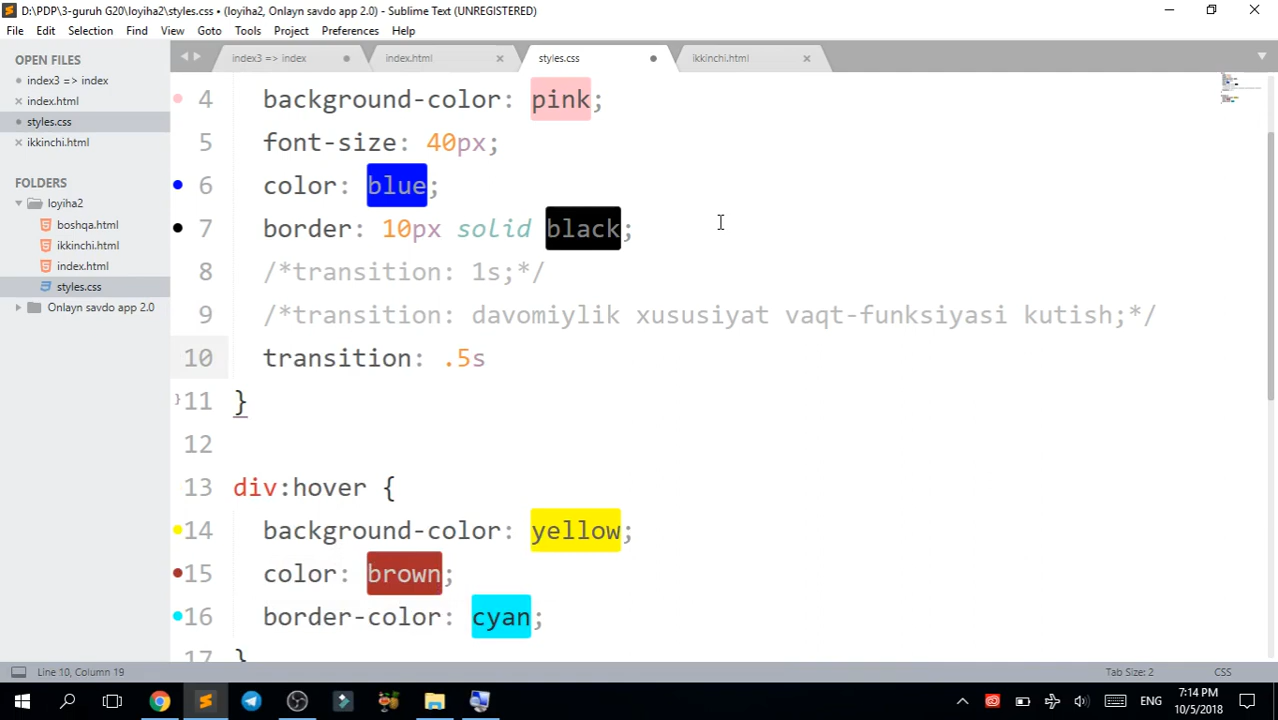 D:\PDP\3-guruh G20\loyiha2\styles.css • (loyiha2, Onlayn savdo app 2.0) - Sublime Text (UNREGISTERED)
File Edit Selection Find View Goto Tools Project Preferences Help
OPEN FILES
index3 => index
index.html
styles.css
ikkinchi.html
FOLDERS
loyiha2
boshqa.html
ikkinchi.html
index.html
styles.css
Onlayn savdo app 2.0
index3 => index index.html styles.css ikkinchi.html
4 background-color: pink;
5 font-size: 40px;
6 color: blue;
7 border: 10px solid black;
8 /*transition: 1s;*/
9 /*transition: davomiylik xususiyat vaqt-funksiyasi kutish;*/
10 transition: .5s
11 }
12
13 div:hover {
14 background-color: yellow;
15 color: brown;
16 border-color: cyan;
17 }
Line 10, Column 19 Tab Size: 2 CSS
ENG 7:14 PM
10/5/2018